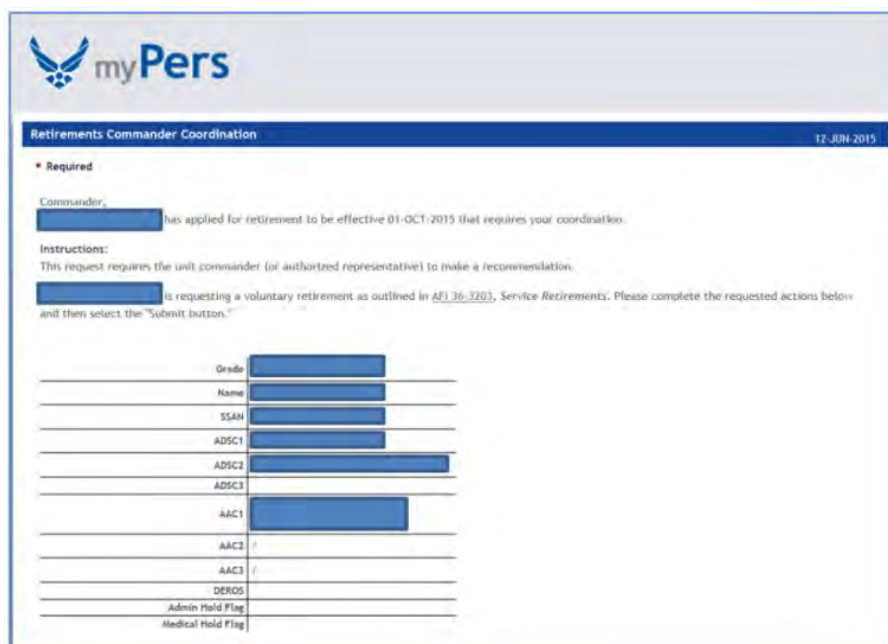 myPers
Retirements Commander Coordination
12-JUN-2015
* Required
Commander,
has applied for retirement to be effective 01-OCT-2015 that requires your coordination.
Instructions:
This request requires the unit commander (or authorized representative) to make a recommendation.
is requesting a voluntary retirement as outlined in AFI 36-3203, Service Retirements. Please complete the requested actions below
and then select the "Submit button."
Grade
Name
SSAN
ADSC1
ADSC2
ADSC3
AAC1
AAC2 /
AAC3 /
DEROS
Admin Hold Flag
Medical Hold Flag